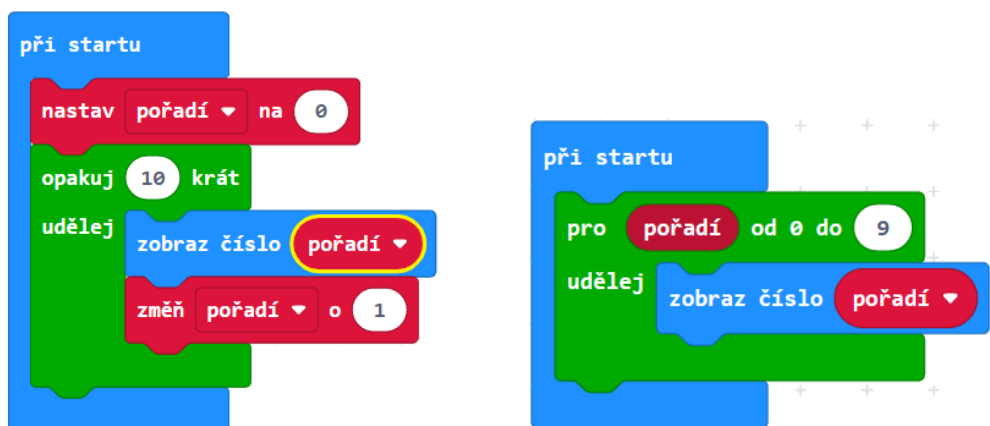 při startu
nastav pořadí na 0
opakuj 10 krát
udělej
zobraz číslo pořadí
změň pořadí o 1
při startu
pro pořadí od 0 do 9
udělej
zobraz číslo pořadí